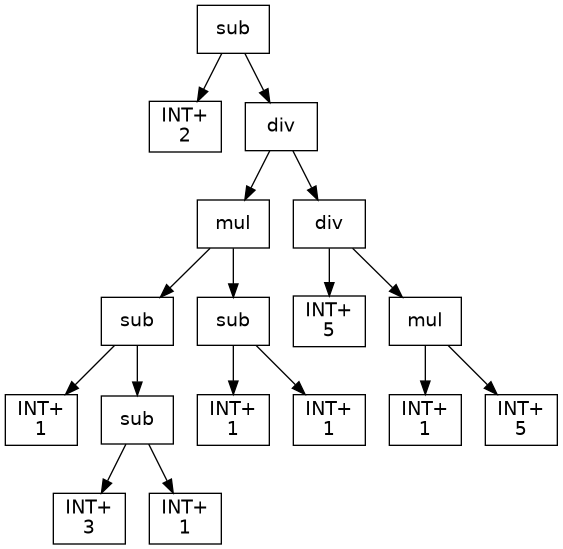 sub
INT+
2
div
mul
div
sub
sub
INT+
5
mul
INT+
1
sub
INT+
1
INT+
1
INT+
1
INT+
5
INT+
3
INT+
1